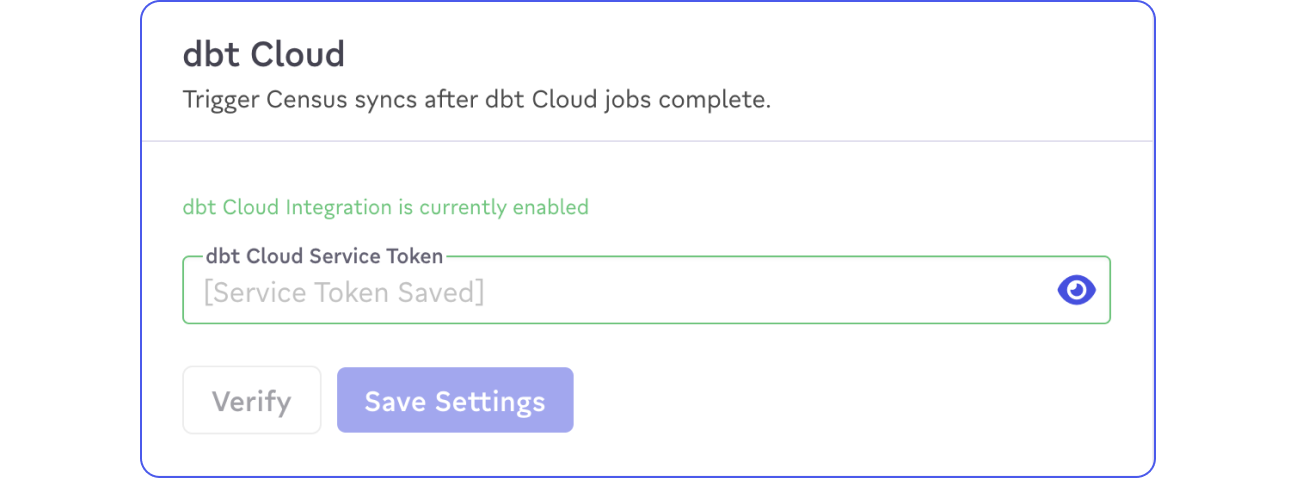 dbt Cloud
Trigger Census syncs after dbt Cloud jobs complete.
dbt Cloud Integration is currently enabled
dbt Cloud Service Token
[Service Token Saved]
Verify
Save Settings